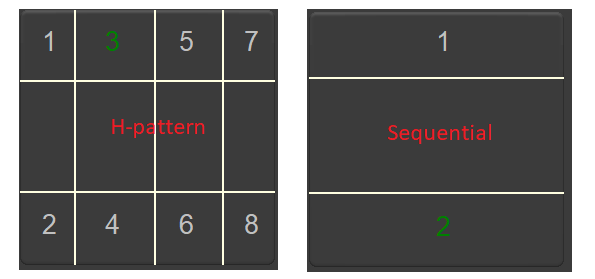 1 3 5 7
H-pattern
2 4 6 8
1
Sequential
2